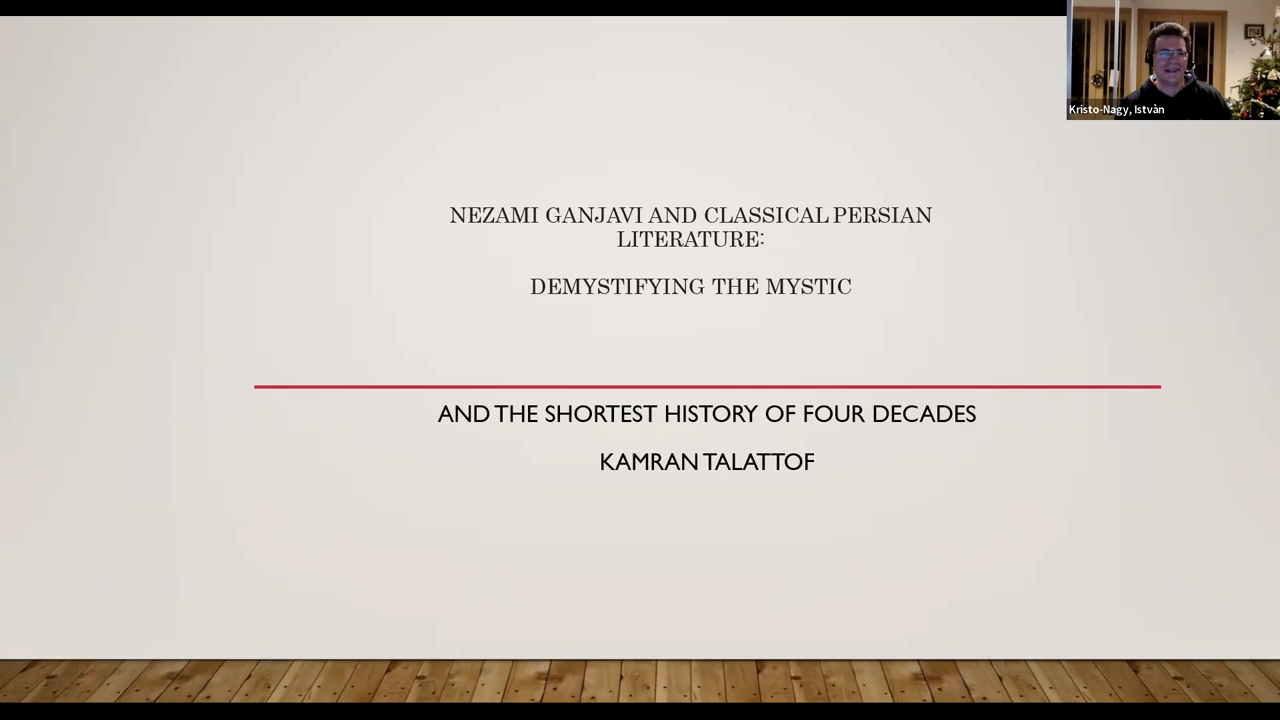 Kristo-Nagy, Istvàn
NEZAMI GANJAVI AND CLASSICAL PERSIAN
LITERATURE:
DEMYSTIFYING THE MYSTIC
AND THE SHORTEST HISTORY OF FOUR DECADES
KAMRAN TALATTOF